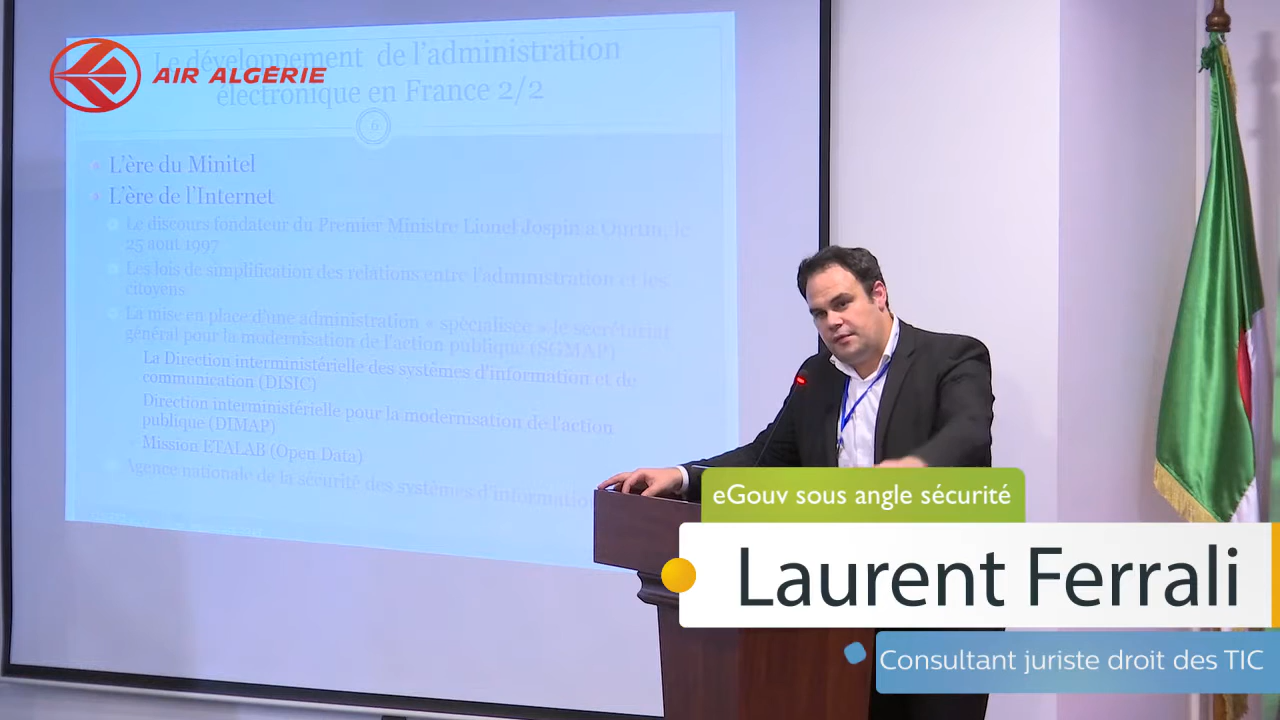 AIR ALGÉRIE
Le développement de l'administration
électronique en France 2/2
6
L'ère du Minitel
L'ère de l'Internet
Le discours fondateur du Premier Ministre Lionel Jospin à le
25 aout 1997
Les lois de simplification des relations entre l'administration et les
citoyens
La mise en place d'une administration « spécialisée » le secrétariat
général pour la modernisation de l'action publique (SGMAP)
La Direction interministérielle des systèmes d'information et de
communication (DISIC)
Direction interministérielle pour la modernisation de l'action
publique (DIMAP)
Mission ETALAB (Open Data)
Agence nationale de la sécurité des systèmes d'information
eGouv sous angle sécurité
Laurent Ferrali
Consultant juriste droit des TIC